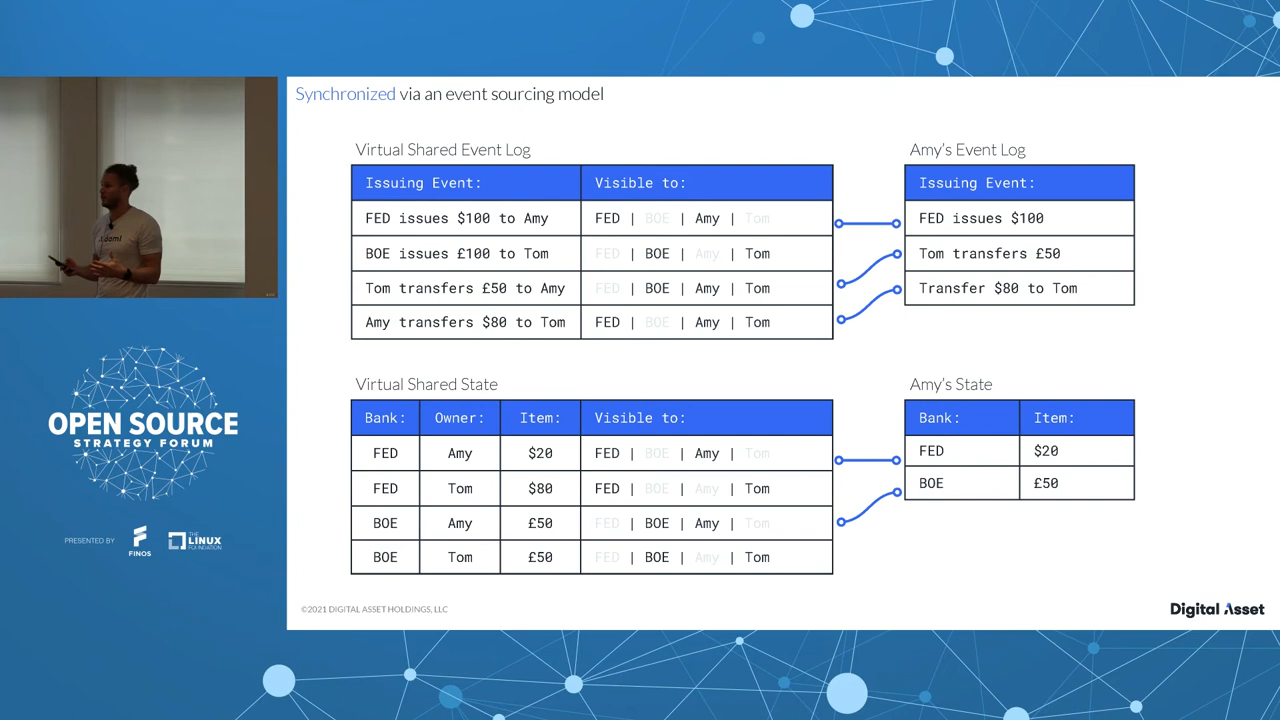 Synchronized via an event sourcing model
Virtual Shared Event Log
Issuing Event: Visible to:
FED issues $100 to Amy FED | BOE | Amy | Tom
BOE issues £100 to Tom FED | BOE | Amy | Tom
Tom transfers £50 to Amy FED | BOE | Amy | Tom
Amy transfers $80 to Tom FED | BOE | Amy | Tom
Amy's Event Log
Issuing Event:
FED issues $100
Tom transfers £50
Transfer $80 to Tom
Virtual Shared State
Bank: Owner: Item: Visible to:
FED Amy $20 FED | BOE | Amy | Tom
FED Tom $80 FED | BOE | Amy | Tom
BOE Amy £50 FED | BOE | Amy | Tom
BOE Tom £50 FED | BOE | Amy | Tom
Amy's State
Bank: Item:
FED $20
BOE £50
©2021 DIGITAL ASSET HOLDINGS, LLC
Digital Asset
OPEN SOURCE
STRATEGY FORUM
PRESENTED BY
FINOS
THE
LINUX
FOUNDATION